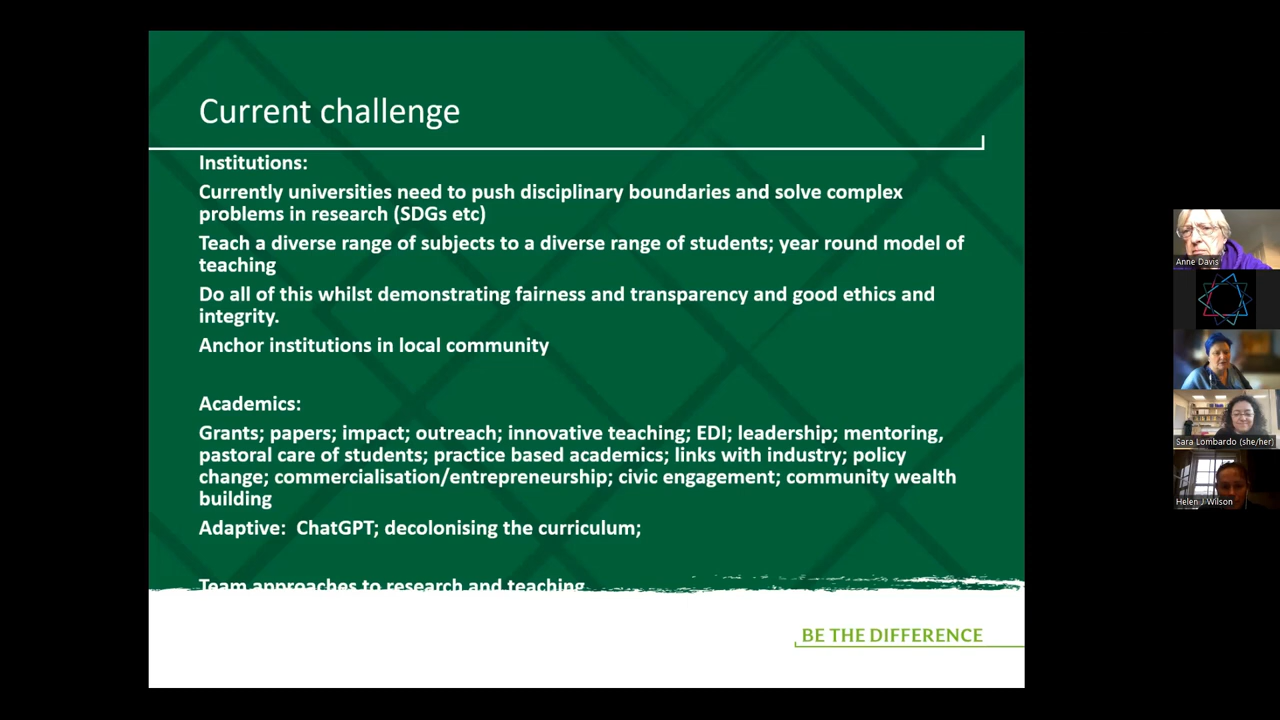 Current challenge
Institutions:
Currently universities need to push disciplinary boundaries and solve complex
problems in research (SDGs etc)
Teach a diverse range of subjects to a diverse range of students; year round model of
teaching
Do all of this whilst demonstrating fairness and transparency and good ethics and
integrity.
Anchor institutions in local community
Academics:
Grants; papers; impact; outreach; innovative teaching; EDI; leadership; mentoring,
pastoral care of students; practice based academics; links with industry; policy
change; commercialisation/entrepreneurship; civic engagement; community wealth
building
Adaptive:  ChatGPT; decolonising the curriculum;
Team approaches to research and teaching
BE THE DIFFERENCE
Anne Davis
Sara Lombardo (she/her)
Helen J Wilson